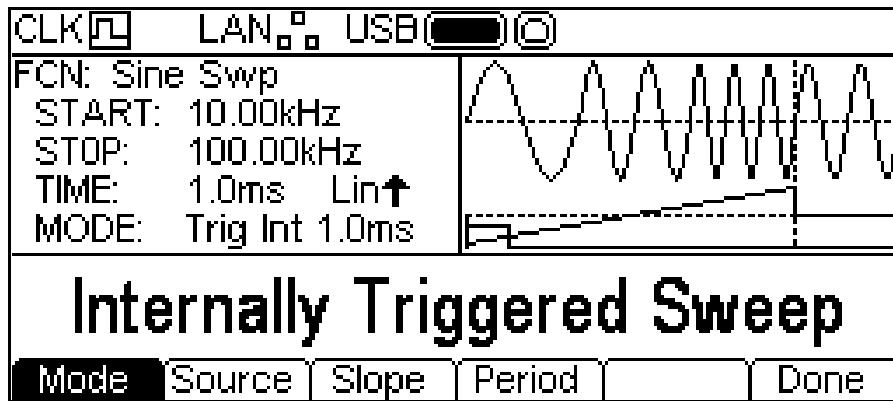 CLK LAN USB
FCN: Sine Swp
START: 10.00kHz
STOP: 100.00kHz
TIME: 1.0ms Lin↑
MODE: Trig Int 1.0ms
Internally Triggered Sweep
Mode Source Slope Period Done